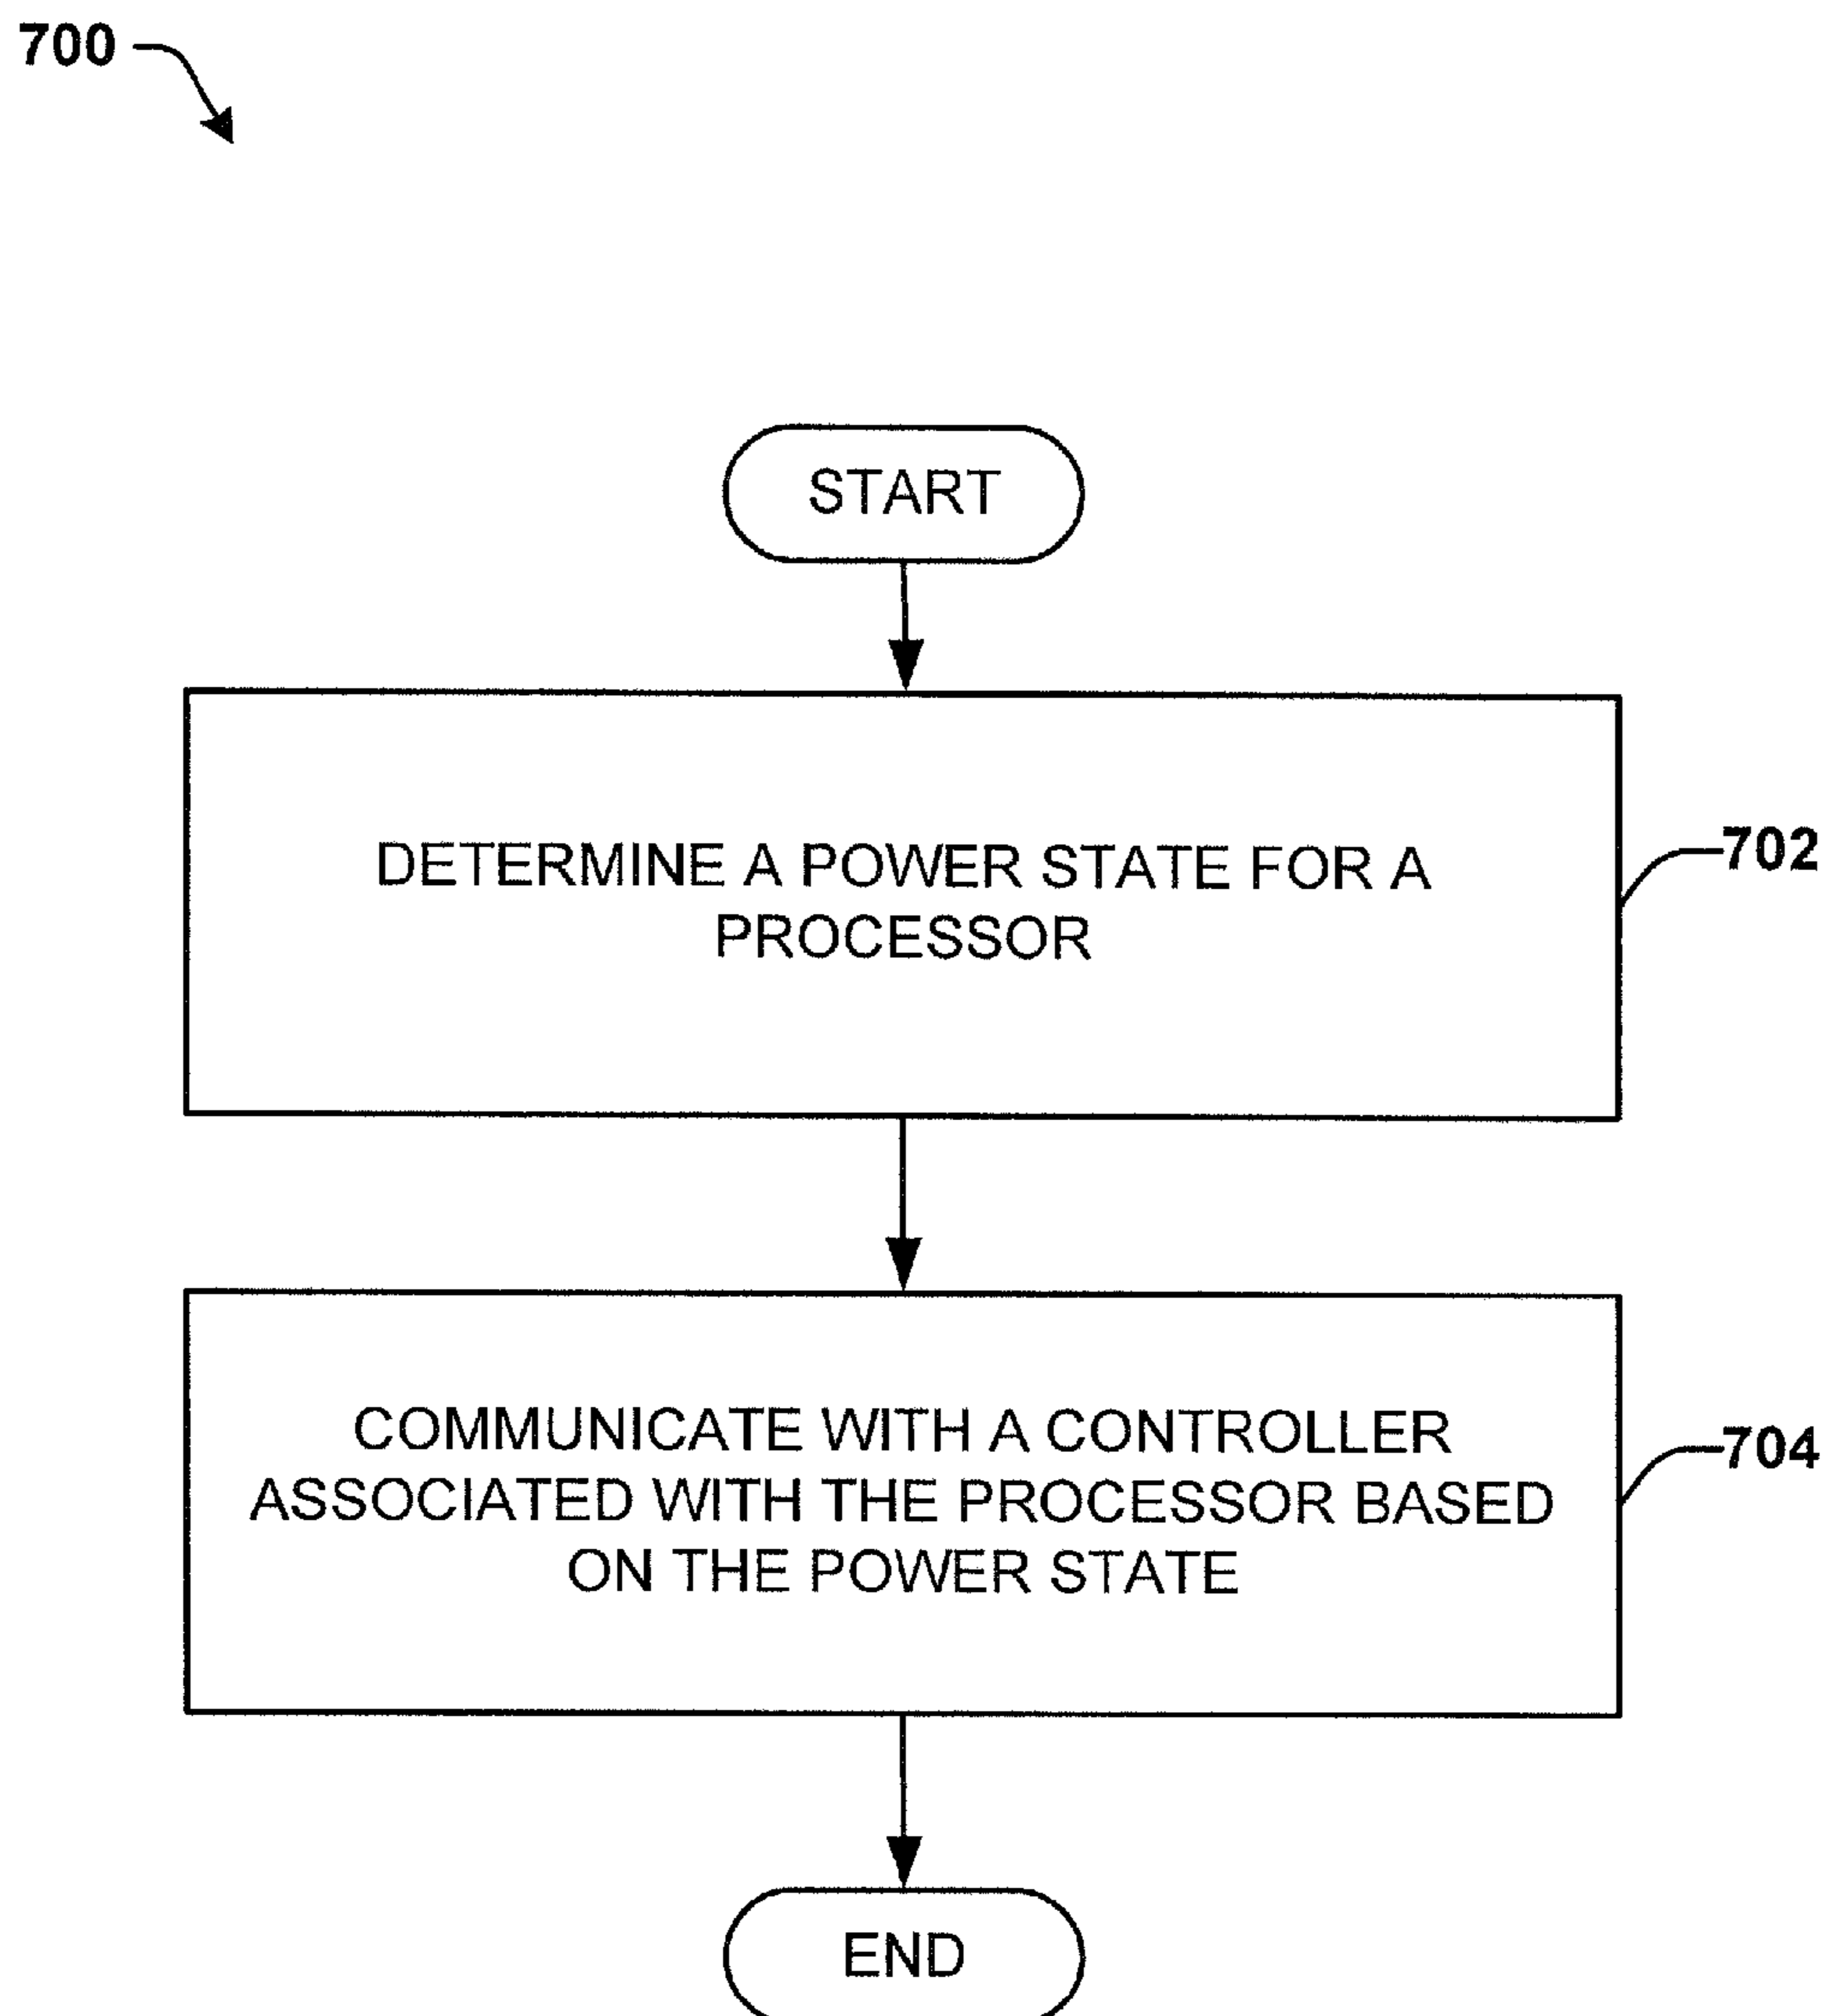 700
START
DETERMINE A POWER STATE FOR A
PROCESSOR
702
COMMUNICATE WITH A CONTROLLER
ASSOCIATED WITH THE PROCESSOR BASED
ON THE POWER STATE
704
END